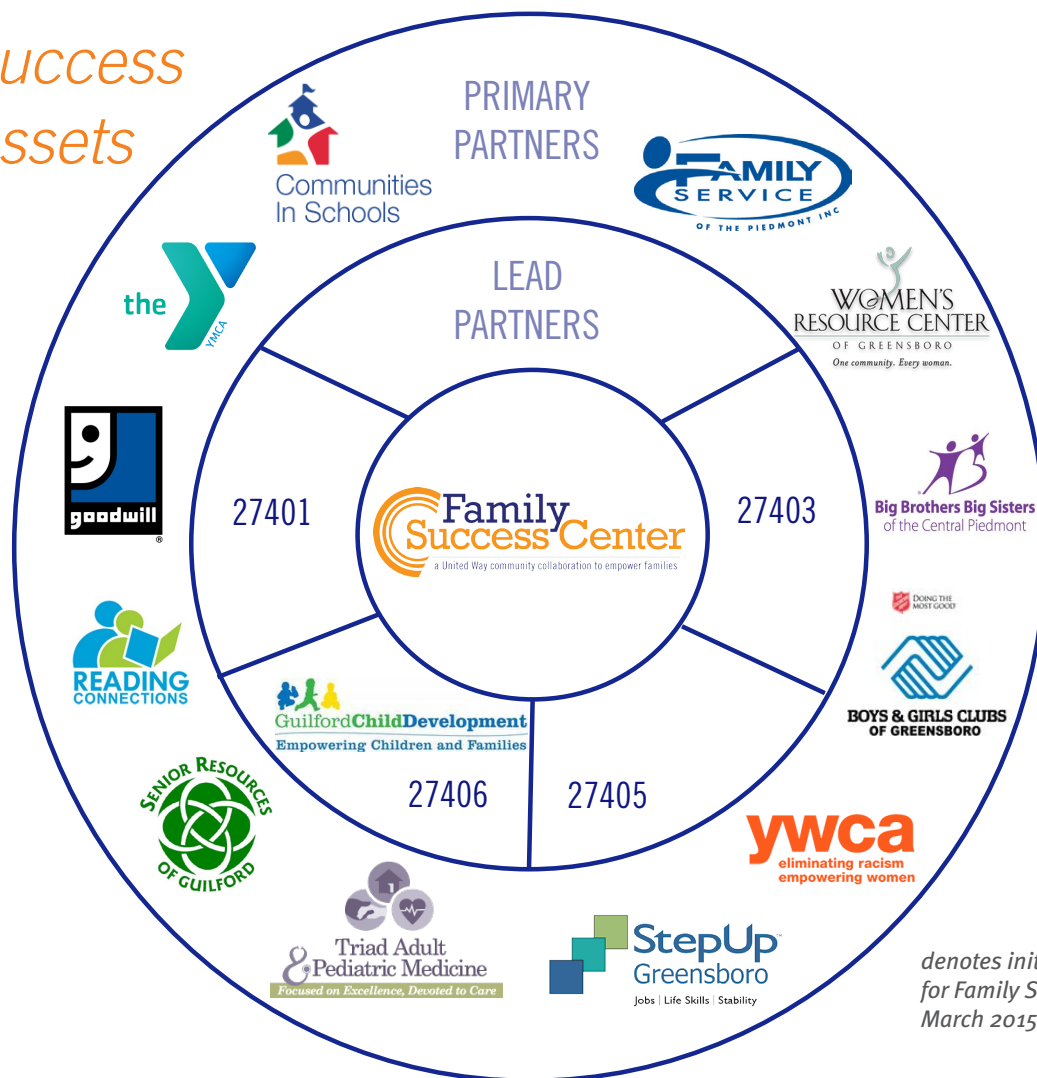 uccess
ssets
PRIMARY
PARTNERS
Communities
In Schools
FAMILY
SERVICE
OF THE PIEDMONT INC
the
YMCA
LEAD
PARTNERS
WOMEN'S
RESOURCE CENTER
OF GREENSBORO
One community. Every woman.
goodwill
®
27401
Family
Success Center
a United Way community collaboration to empower families
27403
Big Brothers Big Sisters
of the Central Piedmont
DOING THE
MOST GOOD
READING
CONNECTIONS
BOYS & GIRLS CLUBS
OF GREENSBORO
GuilfordChildDevelopment
Empowering Children and Families
27406
27405
SENIOR RESOURCES
OF GUILFORD
ywca
eliminating racism
empowering women
Triad Adult
& Pediatric Medicine
Focused on Excellence, Devoted to Care
StepUp™
Greensboro
Jobs | Life Skills | Stability
denotes init
for Family S
March 2015